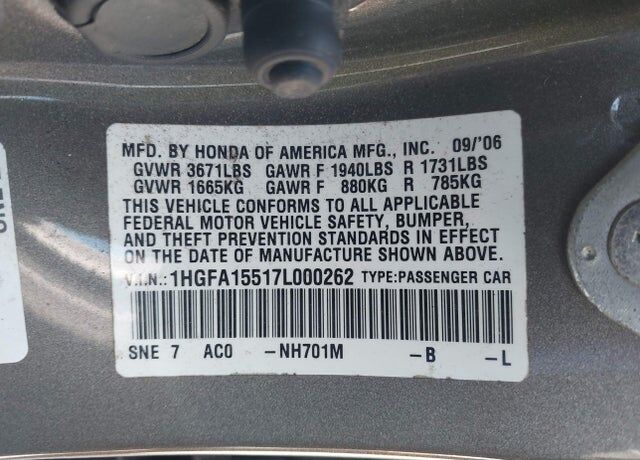 MFD. BY HONDA OF AMERICA MFG., INC. 09/'06
GVWR 3671LBS GAWR F 1940LBS R 1731LBS
GVWR 1665KG GAWR F 880KG R 785KG
THIS VEHICLE CONFORMS TO ALL APPLICABLE
FEDERAL MOTOR VEHICLE SAFETY, BUMPER,
AND THEFT PREVENTION STANDARDS IN EFFECT
ON THE DATE OF MANUFACTURE SHOWN ABOVE.
V.I.N.:1HGFA15517L000262 TYPE:PASSENGER CAR
SNE 7 AC0 -NH701M -B -L